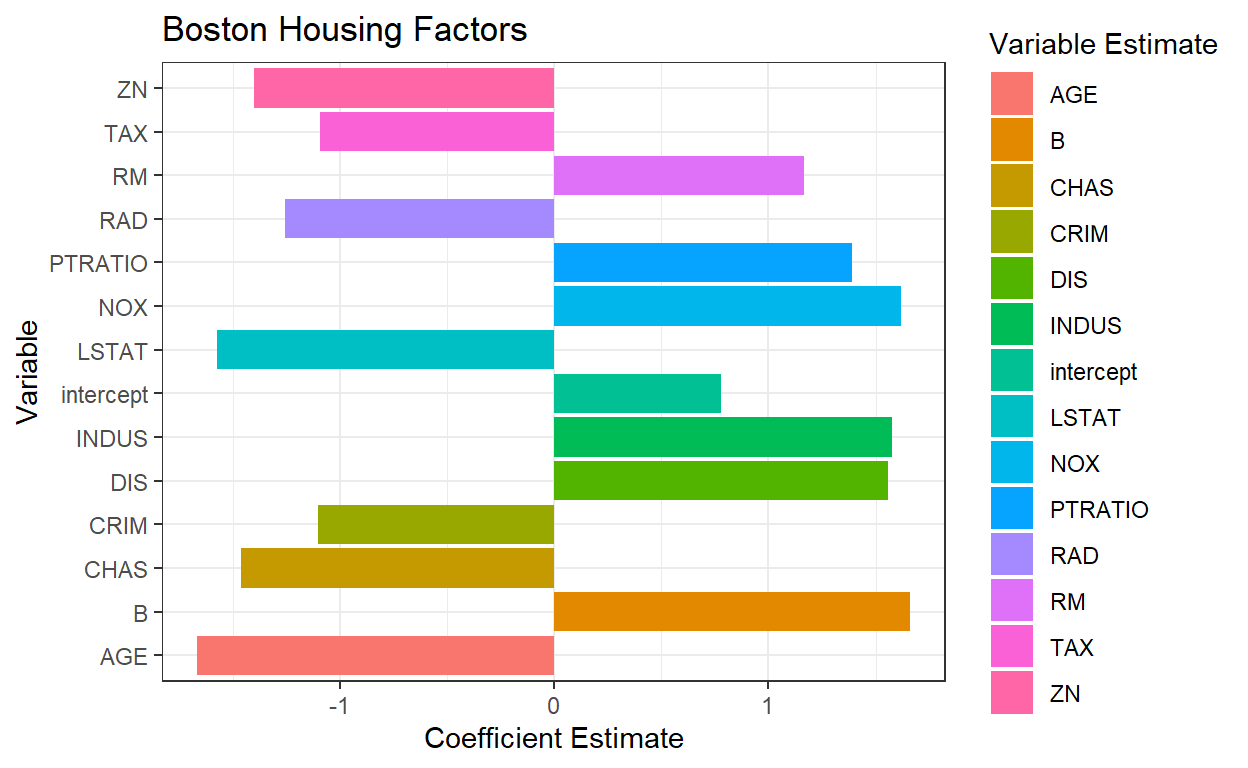 Boston Housing Factors
Variable
ZN
TAX
RM
RAD
PTRATIO
NOX
LSTAT
intercept
INDUS
DIS
CRIM
CHAS
B
AGE
-1 0 1
Coefficient Estimate
Variable Estimate
AGE
B
CHAS
CRIM
DIS
INDUS
intercept
LSTAT
NOX
PTRATIO
RAD
RM
TAX
ZN